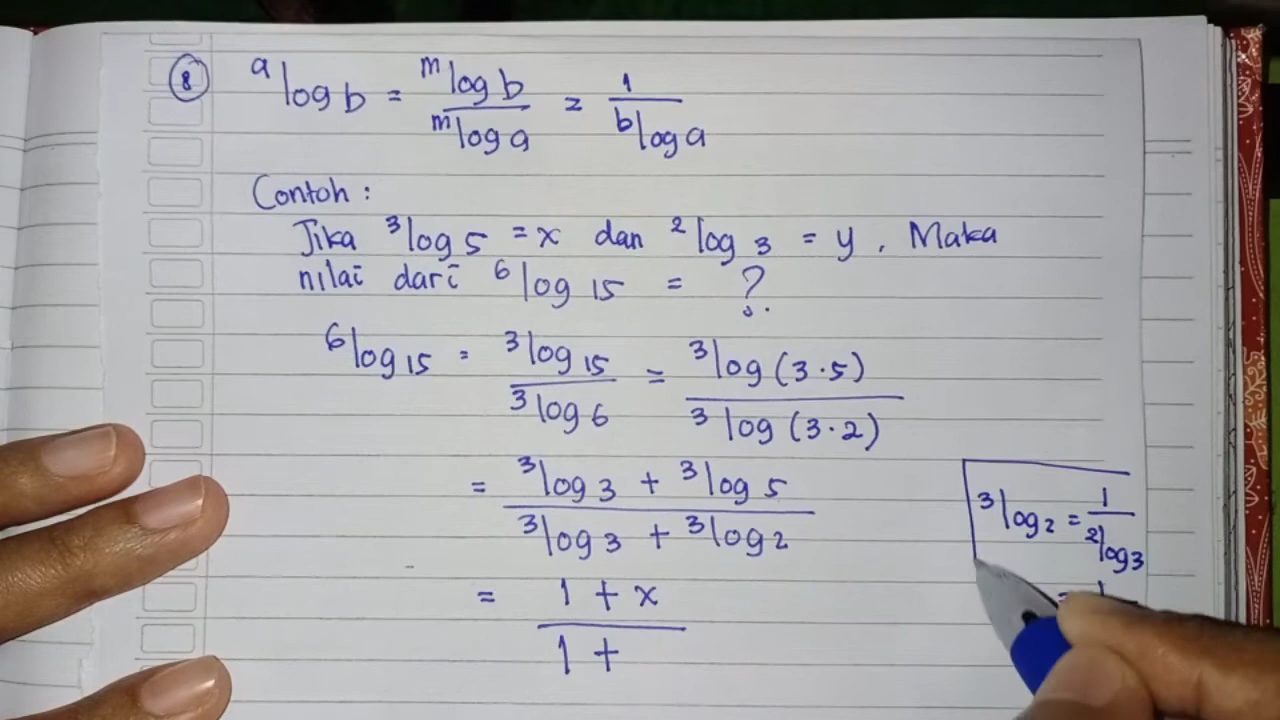 8 ᵃlog b = ᵐlog b / ᵐlog a = 1 / ᵇlog a
Contoh :
Jika ³log 5 = x dan ²log 3 = y . Maka
nilai dari ⁶log 15 = ?
⁶log 15 = ³log 15 / ³log 6 = ³log (3·5) / ³log (3·2)
= ³log 3 + ³log 5 / ³log 3 + ³log 2
= 1 + x / 1 +
³log 2 = 1 / ²log 3
= 1